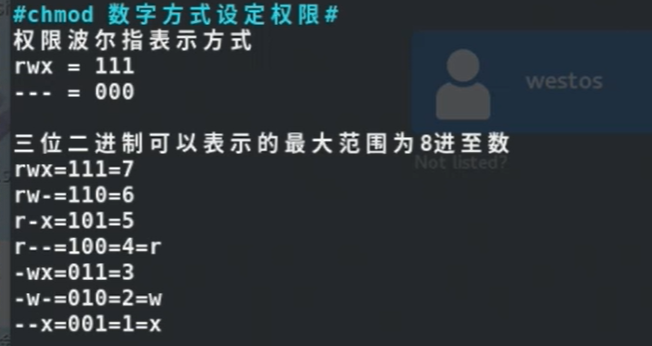 #chmod 数字方式设定权限#
权限波尔指表示方式
rwx = 111
--- = 000
westos
三位二进制可以表示的最大范围为8进至数
Not listed?
rwx=111=7
rw-=110=6
r-x=101=5
r--=100=4=r
-wx=011=3
-w-=010=2=w
--x=001=1=x